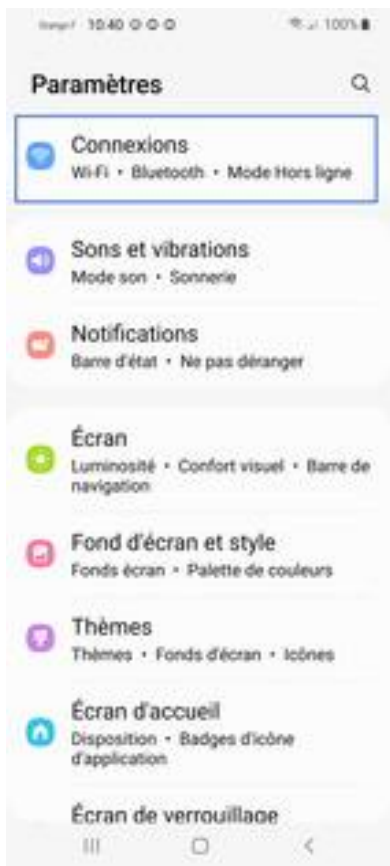 10:40
100%
Paramètres
Connexions
Wi-Fi • Bluetooth • Mode Hors ligne
Sons et vibrations
Mode son • Sonnerie
Notifications
Barre d'état • Ne pas déranger
Écran
Luminosité • Confort visuel • Barre de
navigation
Fond d'écran et style
Fonds écran • Palette de couleurs
Thèmes
Thèmes • Fonds d'écran • Icônes
Écran d'accueil
Disposition • Badges d'icône
d'application
Écran de verrouillage